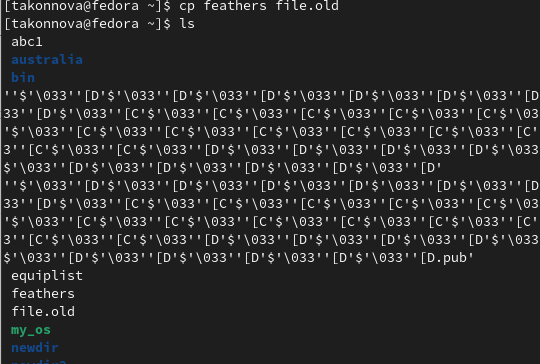 [takonnova@fedora ~]$ cp feathers file.old
[takonnova@fedora ~]$ ls
abc1
australia
bin
''$'\033''[D'$'\033''[D'$'\033''[D'$'\033''[D'$'\033''[D'$'\033''[D'$'\033''[D
33''[D'$'\033''[C'$'\033''[C'$'\033''[C'$'\033''[C'$'\033''[C'$'\033''[C'$'\03
'$'\033''[C'$'\033''[C'$'\033''[C'$'\033''[C'$'\033''[C'$'\033''[C'$'\033''[C'
3''[C'$'\033''[C'$'\033''[D'$'\033''[D'$'\033''[D'$'\033''[D'$'\033''[D'$'\033
$'\033''[D'$'\033''[D'$'\033''[D'$'\033''[D'$'\033''[D'
''$'\033''[D'$'\033''[D'$'\033''[D'$'\033''[D'$'\033''[D'$'\033''[D'$'\033''[D
33''[D'$'\033''[C'$'\033''[C'$'\033''[C'$'\033''[C'$'\033''[C'$'\033''[C'$'\03
'$'\033''[C'$'\033''[C'$'\033''[C'$'\033''[C'$'\033''[C'$'\033''[C'$'\033''[C'
3''[C'$'\033''[C'$'\033''[D'$'\033''[D'$'\033''[D'$'\033''[D'$'\033''[D'$'\033
$'\033''[D'$'\033''[D'$'\033''[D'$'\033''[D'$'\033''[D.pub'
equiplist
feathers
file.old
my_os
newdir